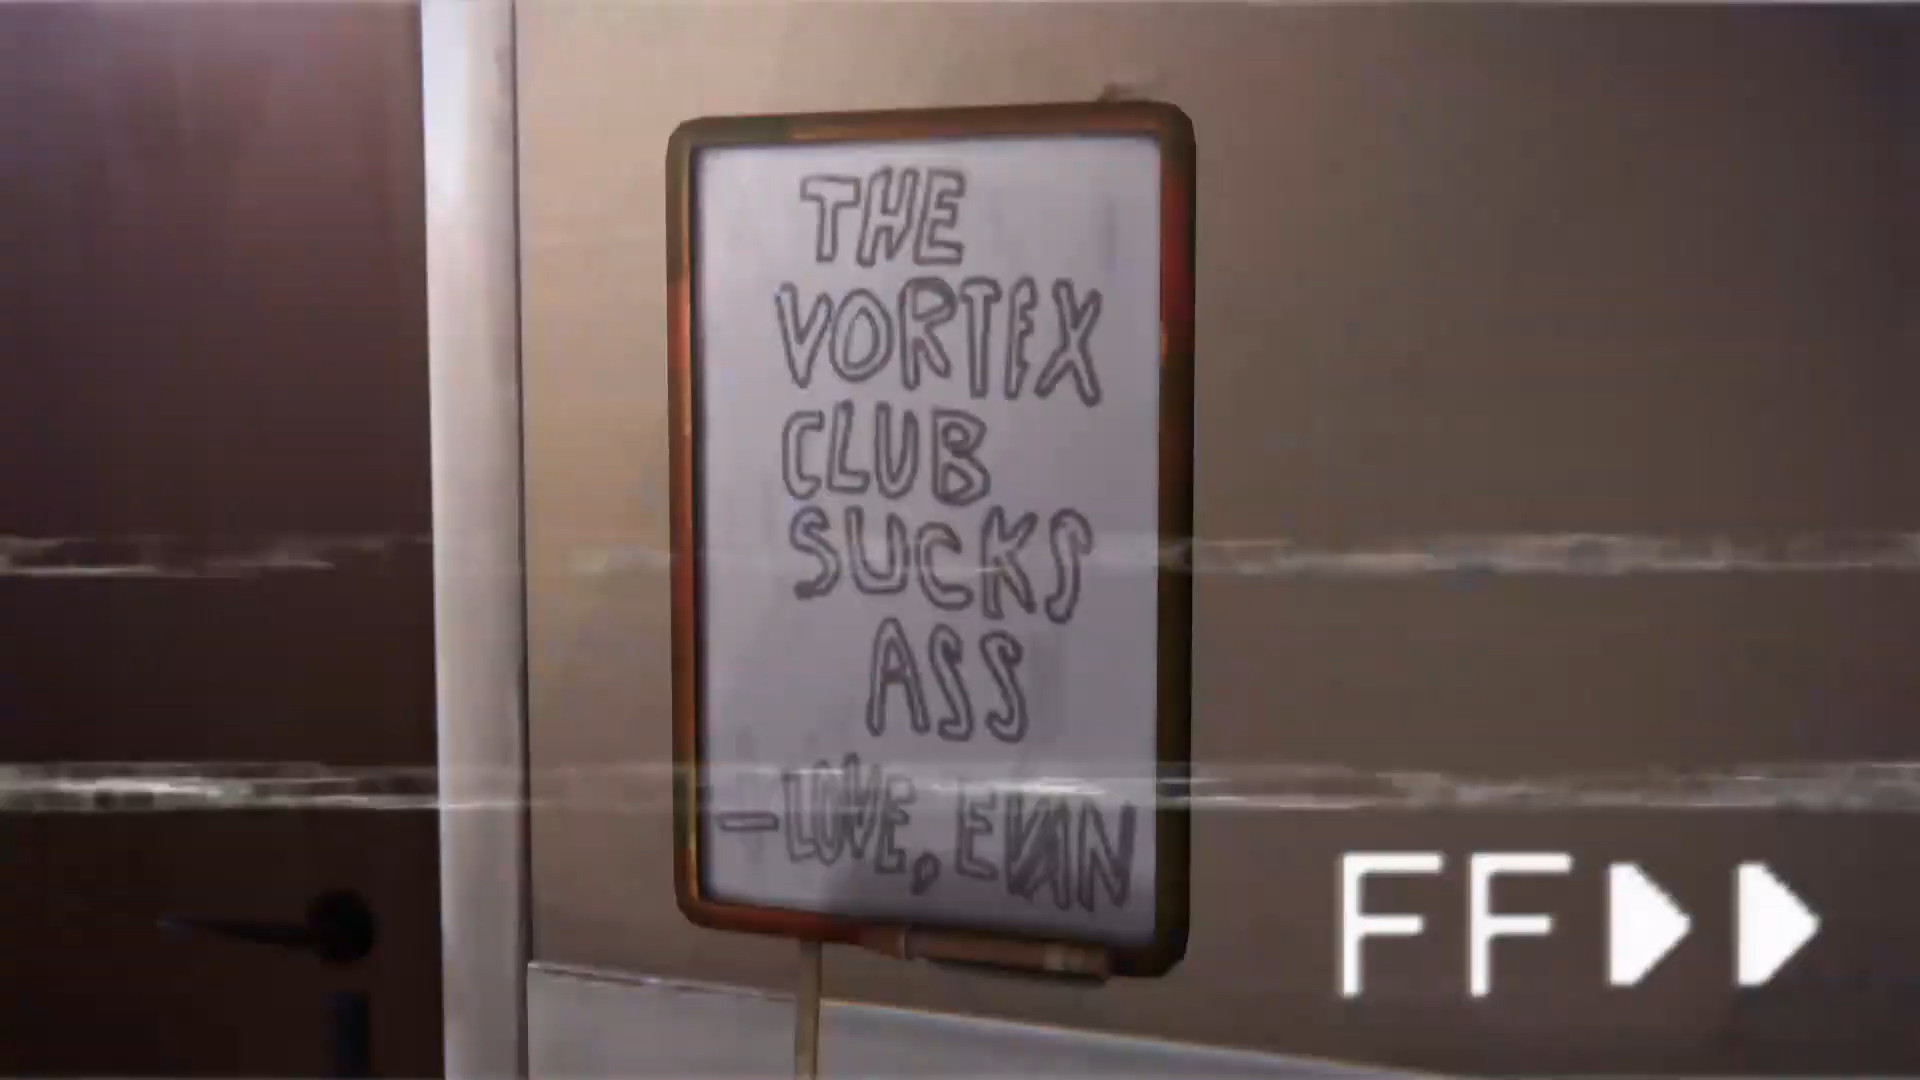 THE
VORTEX
CLUB
SUCKS
ASS
-LOVE, EVAN
FF